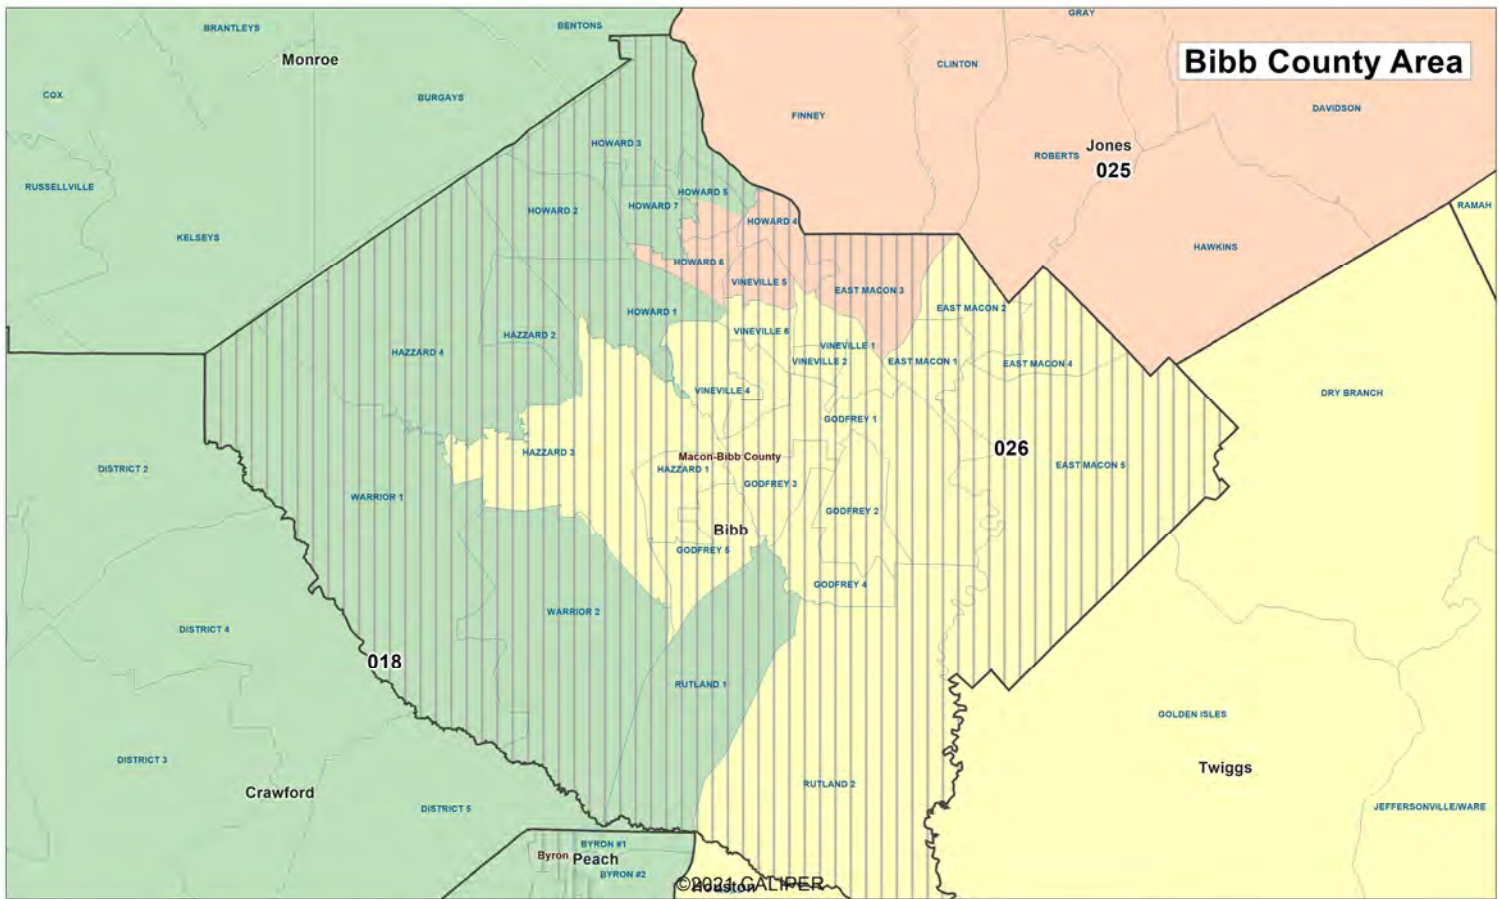 GRAY
BRANTLEYS
BENTONS
Monroe
Bibb County Area
CLINTON
COX
BURGAYS
DAVIDSON
FINNEY
HOWARD 3
Jones
ROBERTS
025
RUSSELLVILLE
HOWARD 5
RAMAH
HOWARD 7
HOWARD 2
HOWARD 4
KELSEYS
HAWKINS
HOWARD 6
VINEVILLE 5
EAST MACON 3
EAST MACON 2
HOWARD 1
VINEVILLE 6
HAZZARD 2
VINEVILLE 1
HAZZARD 4
VINEVILLE 2
EAST MACON 1
EAST MACON 4
VINEVILLE 4
DRY BRANCH
GODFREY 1
026
HAZZARD 3
Macon-Bibb County
HAZZARD 1
EAST MACON 5
DISTRICT 2
GODFREY 3
WARRIOR 1
GODFREY 2
Bibb
GODFREY 5
GODFREY 4
WARRIOR 2
DISTRICT 4
018
RUTLAND 1
GOLDEN ISLES
DISTRICT 3
Twiggs
RUTLAND 2
Crawford
DISTRICT 5
JEFFERSONVILLE/WARE
BYRON #1
Byron
Peach
BYRON #2
©2021 CALIPER
Houston